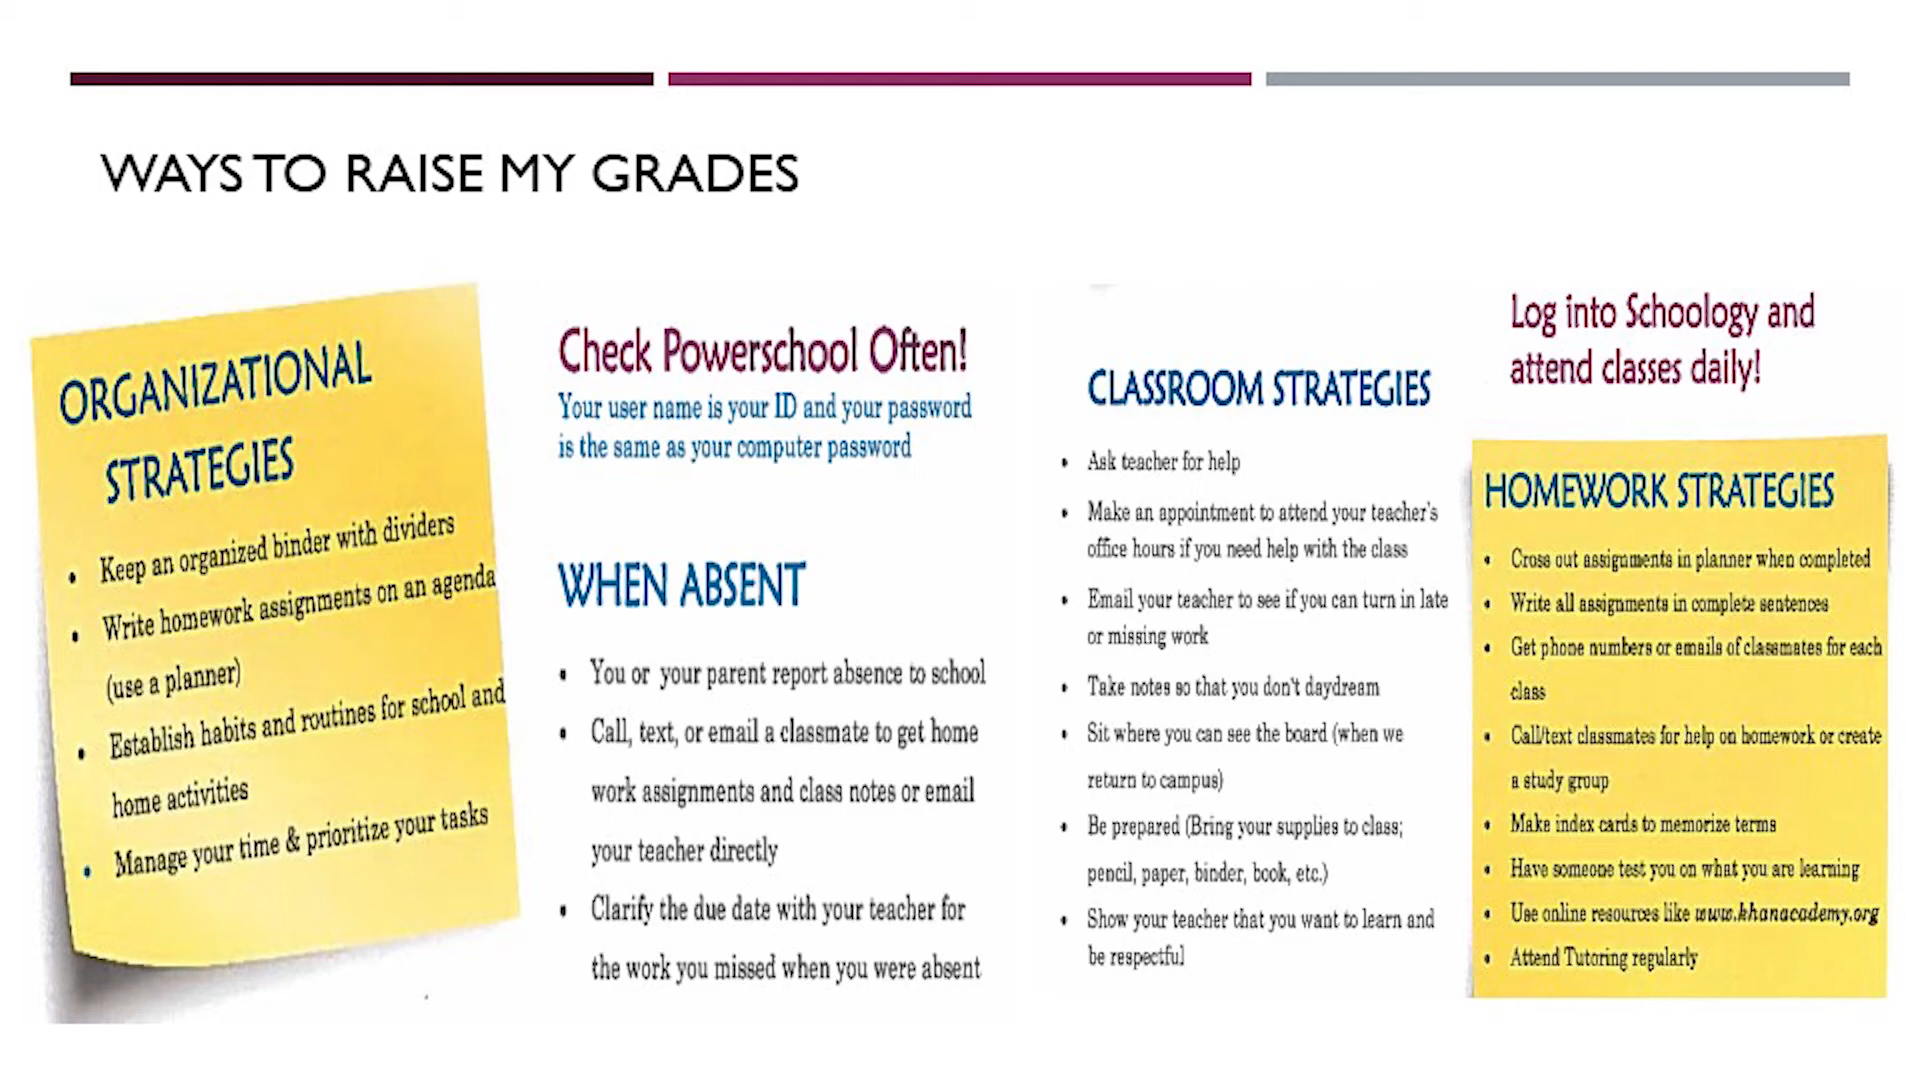 WAYS TO RAISE MY GRADES
ORGANIZATIONAL
STRATEGIES
• Keep an organized binder with dividers
• Write homework assignments on an agenda
(use a planner)
• Establish habits and routines for school and
home activities
• Manage your time & prioritize your tasks
Check Powerschool Often!
Your user name is your ID and your password
is the same as your computer password
WHEN ABSENT
• You or your parent report absence to school
• Call, text, or email a classmate to get home
work assignments and class notes or email
your teacher directly
• Clarify the due date with your teacher for
the work you missed when you were absent
CLASSROOM STRATEGIES
• Ask teacher for help
• Make an appointment to attend your teacher's
office hours if you need help with the class
• Email your teacher to see if you can turn in late
or missing work
• Take notes so that you don't daydream
• Sit where you can see the board (when we
return to campus)
• Be prepared (Bring your supplies to class;
pencil, paper, binder, book, etc.)
• Show your teacher that you want to learn and
be respectful
Log into Schoology and
attend classes daily!
HOMEWORK STRATEGIES
• Cross out assignments in planner when completed
• Write all assignments in complete sentences
• Get phone numbers or emails of classmates for each
class
• Call/text classmates for help on homework or create
a study group
• Make index cards to memorize terms
• Have someone test you on what you are learning
• Use online resources like www.khanacademy.org
• Attend Tutoring regularly